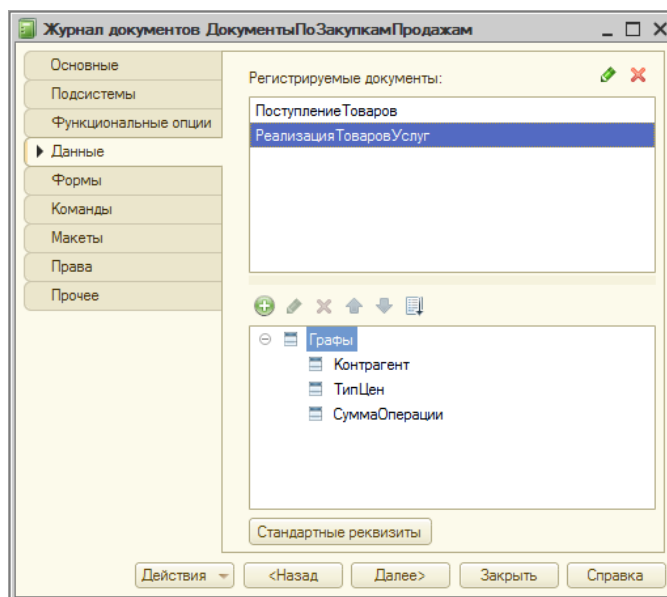 Журнал документов ДокументыПоЗакупкамПродажам
Основные
Подсистемы
Функциональные опции
Данные
Формы
Команды
Макеты
Права
Прочее
Регистрируемые документы:
ПоступлениеТоваров
РеализацияТоваровУслуг
Графы
Контрагент
ТипЦен
СуммаОперации
Стандартные реквизиты
Действия <Назад Далее> Закрыть Справка